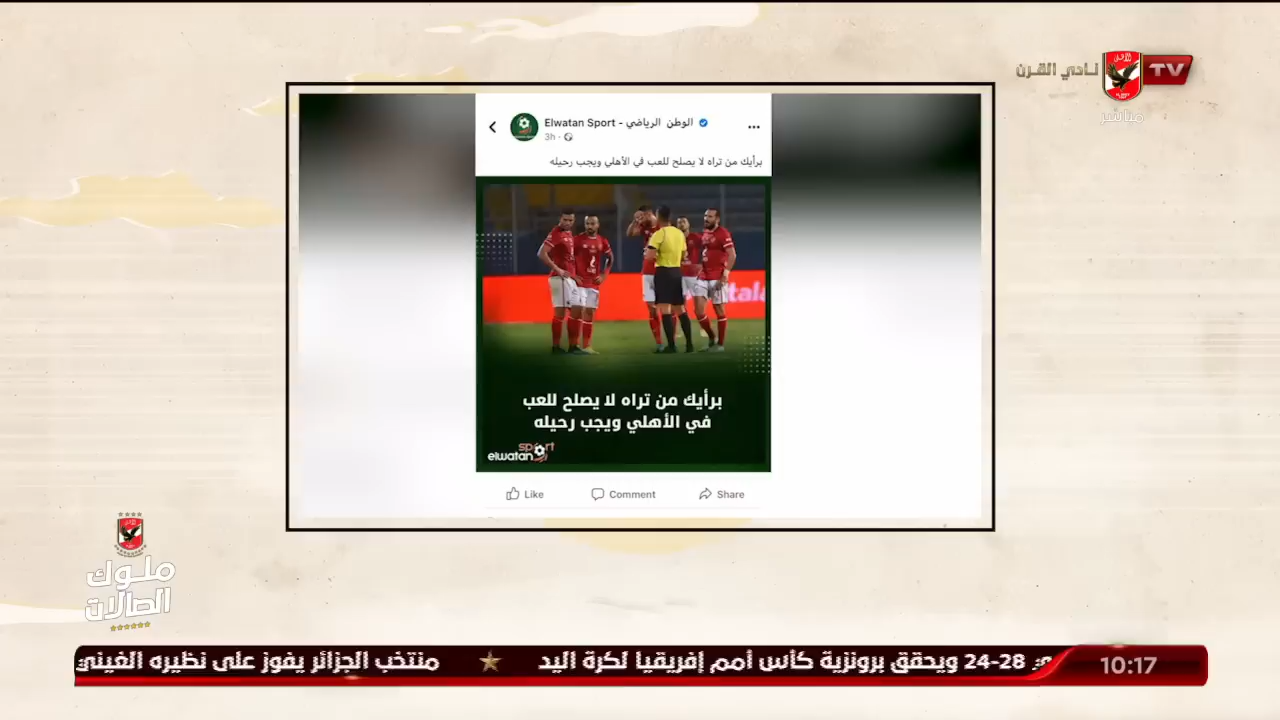 نادي القرن
TV
مباشر
Elwatan Sport - الوطن الرياضي
3h
برأيك من تراه لا يصلح للعب في الأهلي ويجب رحيله
برأيك من تراه لا يصلح للعب
في الأهلي ويجب رحيله
sport
elwatan
Like
Comment
Share
ملوك
الصالات
24-28 ويحقق برونزية كأس أمم إفريقيا لكرة اليد
منتخب الجزائر يفوز على نظيره الغيني
10:17